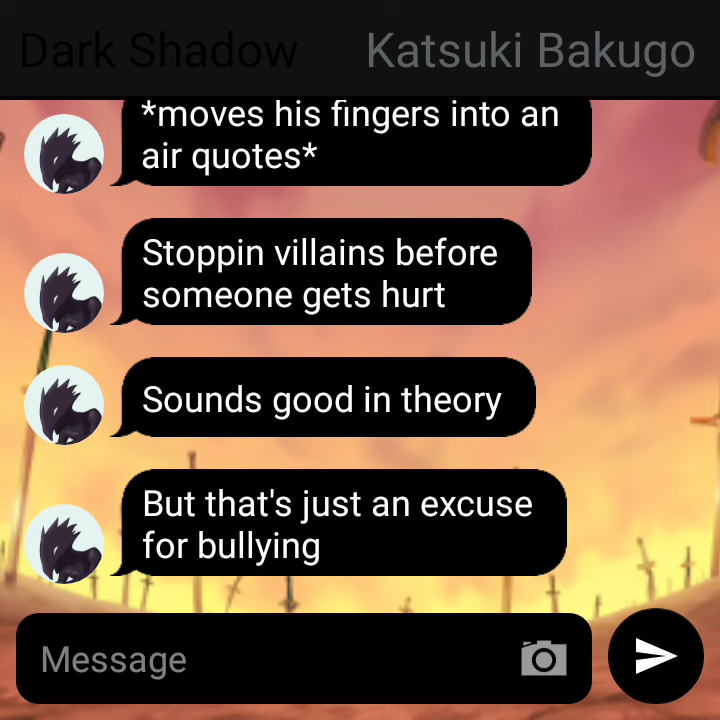 Dark Shadow Katsuki Bakugo
*moves his fingers into an
air quotes*
Stoppin villains before
someone gets hurt
Sounds good in theory
But that's just an excuse
for bullying
Message